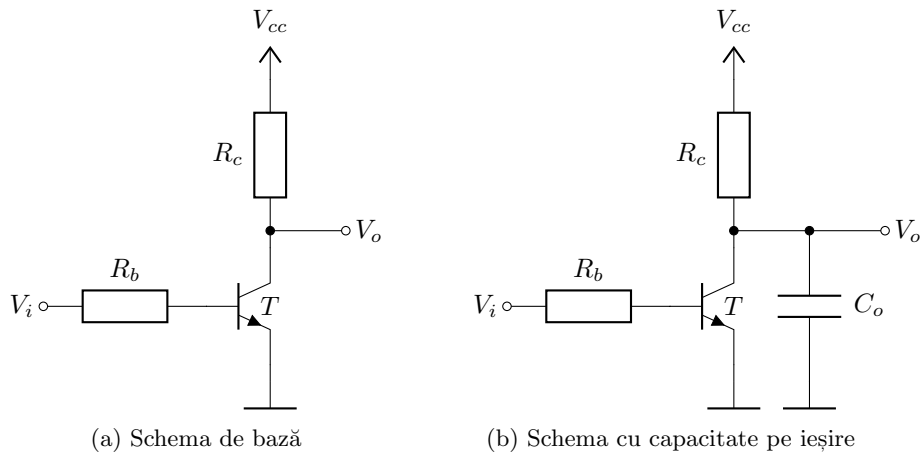 V_cc
R_c
V_o
R_b
V_i
T
(a) Schema de bază
V_cc
R_c
V_o
R_b
V_i
T
C_o
(b) Schema cu capacitate pe ieșire